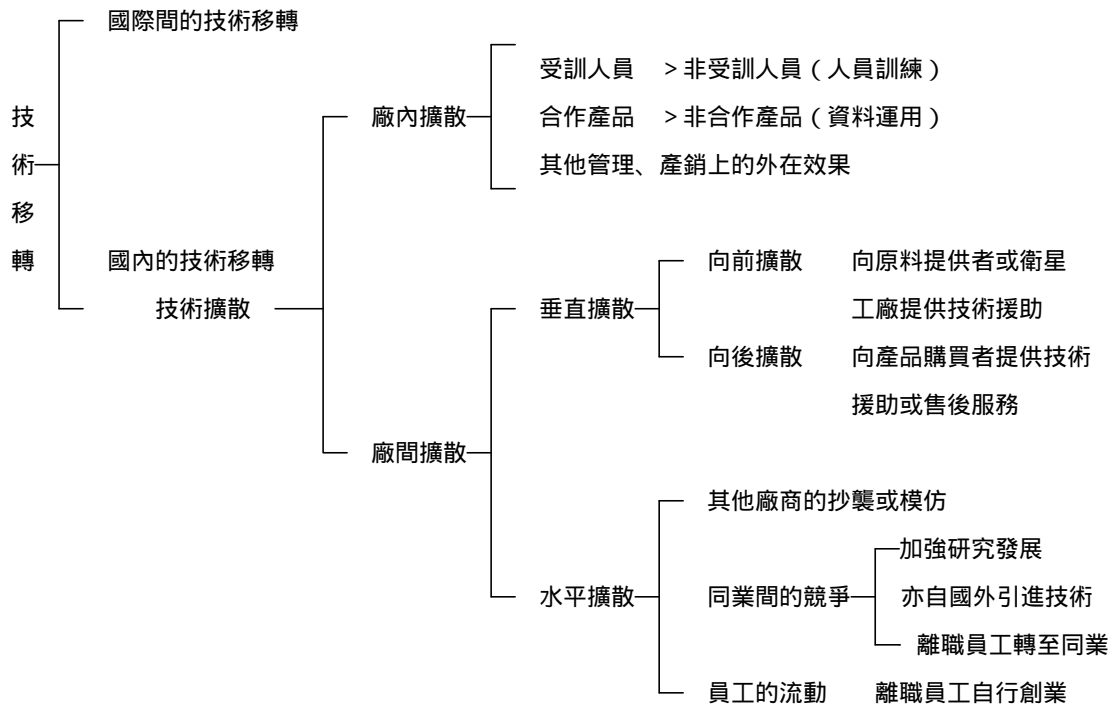 國際間的技術移轉
受訓人員 >非受訓人員(人員訓練)
技術移轉
廠內擴散
合作產品 >非合作產品(資料運用)
其他管理、產銷上的外在效果
國內的技術移轉
技術擴散
向前擴散 向原料提供者或衛星
垂直擴散
工廠提供技術援助
向後擴散 向產品購買者提供技術
援助或售後服務
廠間擴散
其他廠商的抄襲或模仿
加強研究發展
水平擴散
同業間的競爭
亦自國外引進技術
離職員工轉至同業
員工的流動 離職員工自行創業